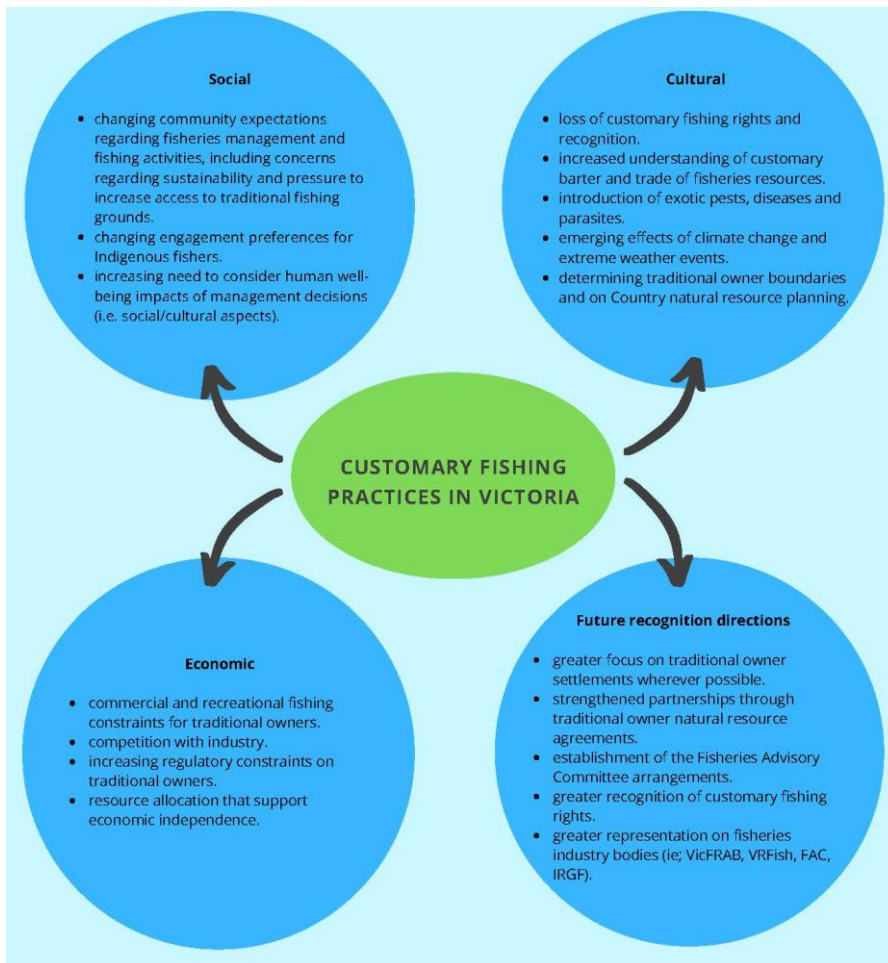 Social
• changing community expectations
regarding fisheries management and
fishing activities, including concerns
regarding sustainability and pressure to
increase access to traditional fishing
grounds.
• changing engagement preferences for
Indigenous fishers.
• increasing need to consider human well-
being impacts of management decisions
(i.e. social/cultural aspects).
Cultural
• loss of customary fishing rights and
recognition.
• increased understanding of customary
barter and trade of fisheries resources.
• introduction of exotic pests, diseases and
parasites.
• emerging effects of climate change and
extreme weather events.
• determining traditional owner boundaries
and on Country natural resource planning.
CUSTOMARY FISHING
PRACTICES IN VICTORIA
Economic
• commercial and recreational fishing
constraints for traditional owners.
• competition with industry.
• increasing regulatory constraints on
traditional owners.
• resource allocation that support
economic independence.
Future recognition directions
• greater focus on traditional owner
settlements wherever possible.
• strengthened partnerships through
traditional owner natural resource
agreements.
• establishment of the Fisheries Advisory
Committee arrangements.
• greater recognition of customary fishing
rights.
• greater representation on fisheries
industry bodies (ie; VicFRAB, VRFish, FAC,
IRGF).